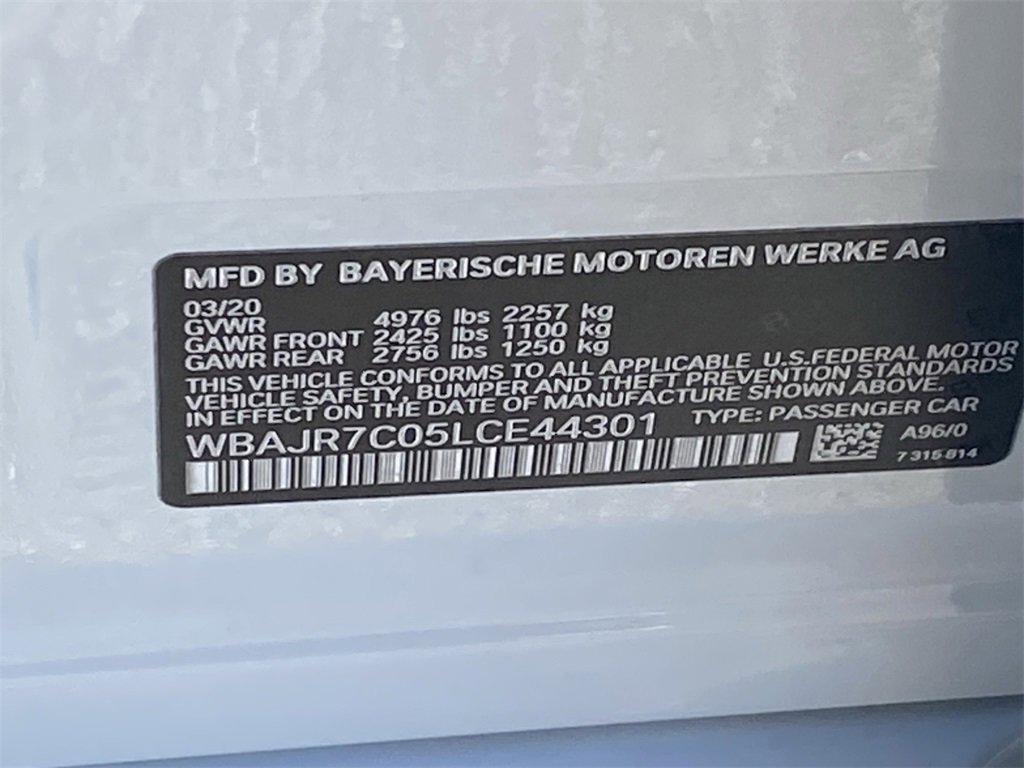 MFD BY BAYERISCHE MOTOREN WERKE AG
03/20
GVWR 4976 lbs 2257 kg
GAWR FRONT 2425 lbs 1100 kg
GAWR REAR 2756 lbs 1250 kg
THIS VEHICLE CONFORMS TO ALL APPLICABLE U.S.FEDERAL MOTOR
VEHICLE SAFETY, BUMPER AND THEFT PREVENTION STANDARDS
IN EFFECT ON THE DATE OF MANUFACTURE SHOWN ABOVE.
WBAJR7C05LCE44301 TYPE: PASSENGER CAR
A96/0
7 315 814